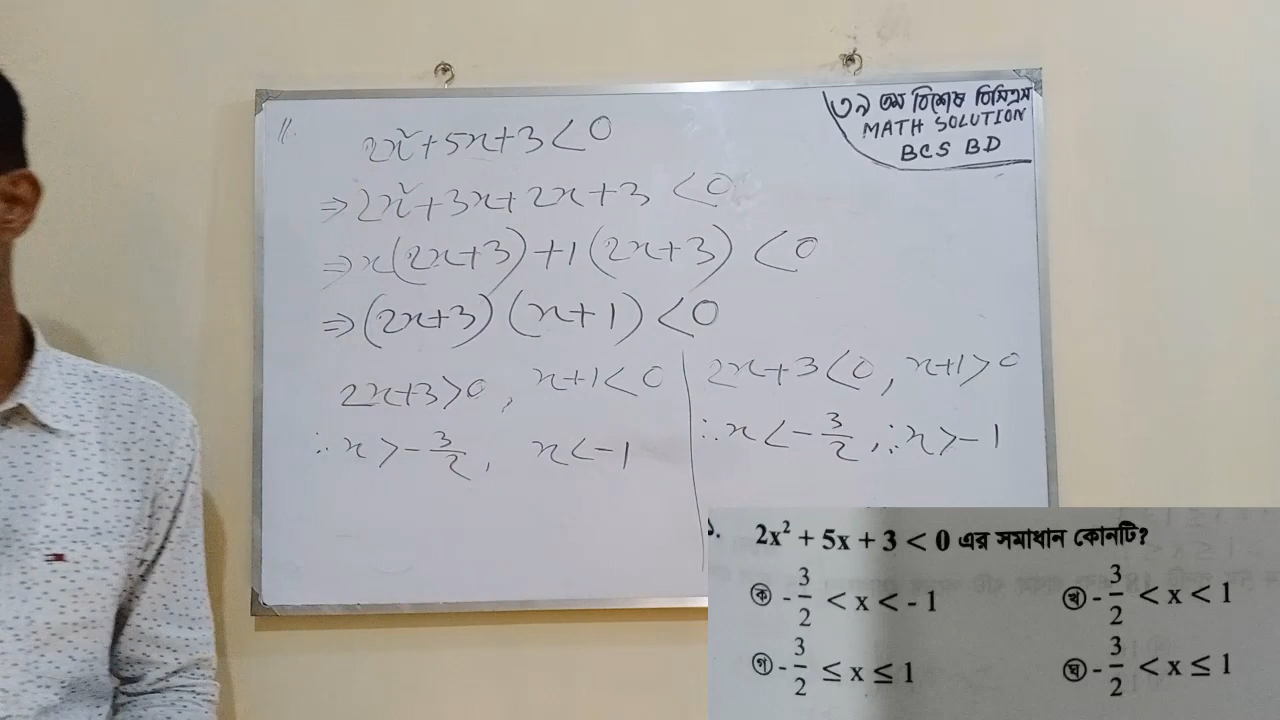 ৩৯ তম বিশেষ বিসিএস
MATH SOLUTION
BCS BD
11.
2x²+5x+3<0
⇒2x²+3x+2x+3 <0
⇒x(2x+3)+1(2x+3) <0
⇒(2x+3)(x+1)<0
2x+3>0, x+1<0
∴x>-3/2, x<-1
2x+3<0, x+1>0
∴x<-3/2, ∴x>-1
2x² + 5x + 3 < 0 এর সমাধান কোনটি?
ক - 3/2 < x < - 1
খ - 3/2 < x < 1
গ - 3/2 ≤ x ≤ 1
ঘ - 3/2 < x ≤ 1